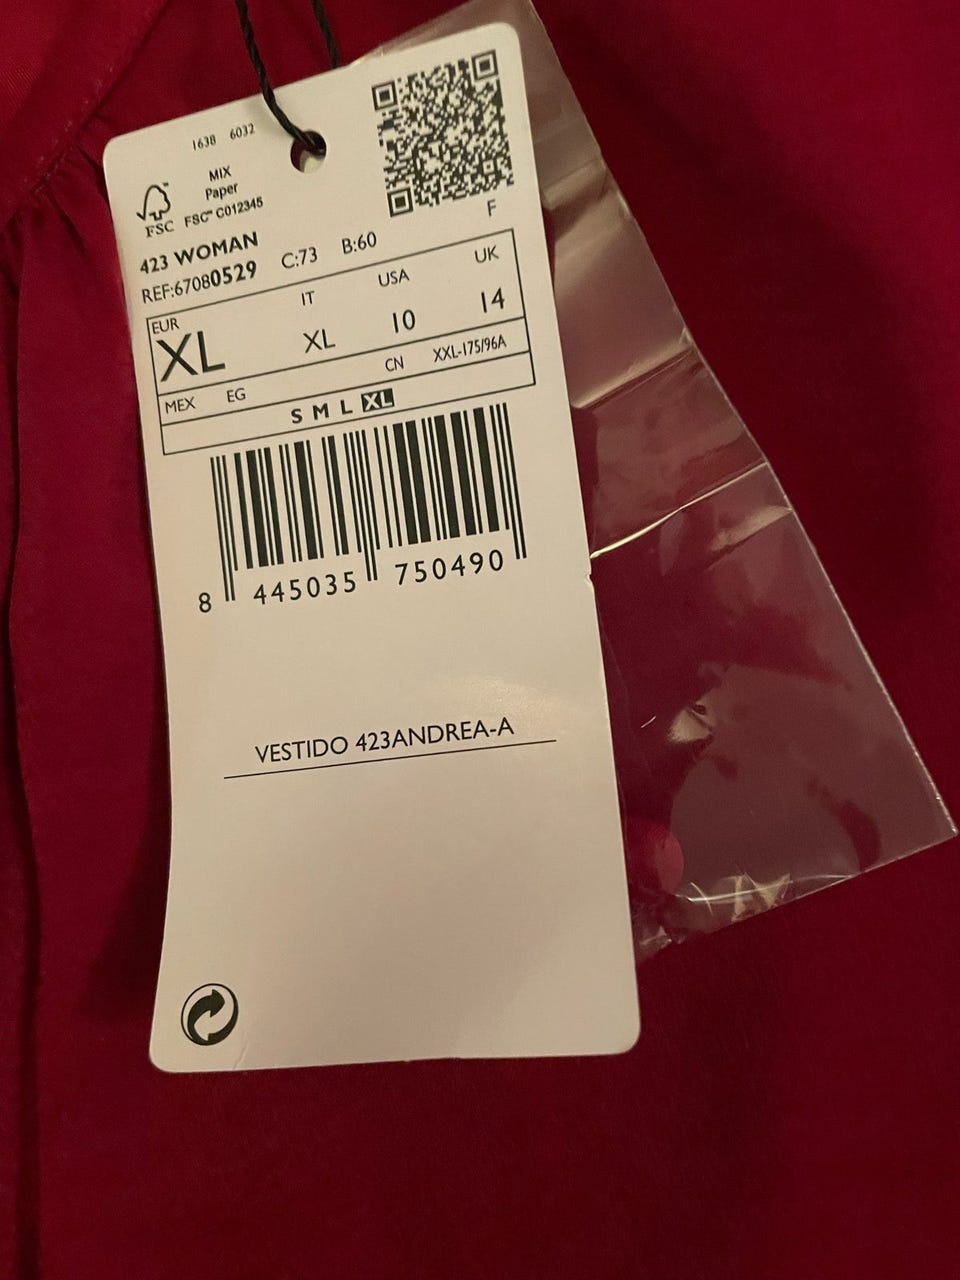 1638 6032
MIX
Paper
FSC™ C012345
FSC
F
423 WOMAN
REF:67080529 C:73 B:60
EUR IT USA UK
XL XL 10 14
MEX EG CN XXL-175/96A
S M L XL
8 445035 750490
VESTIDO 423ANDREA-A